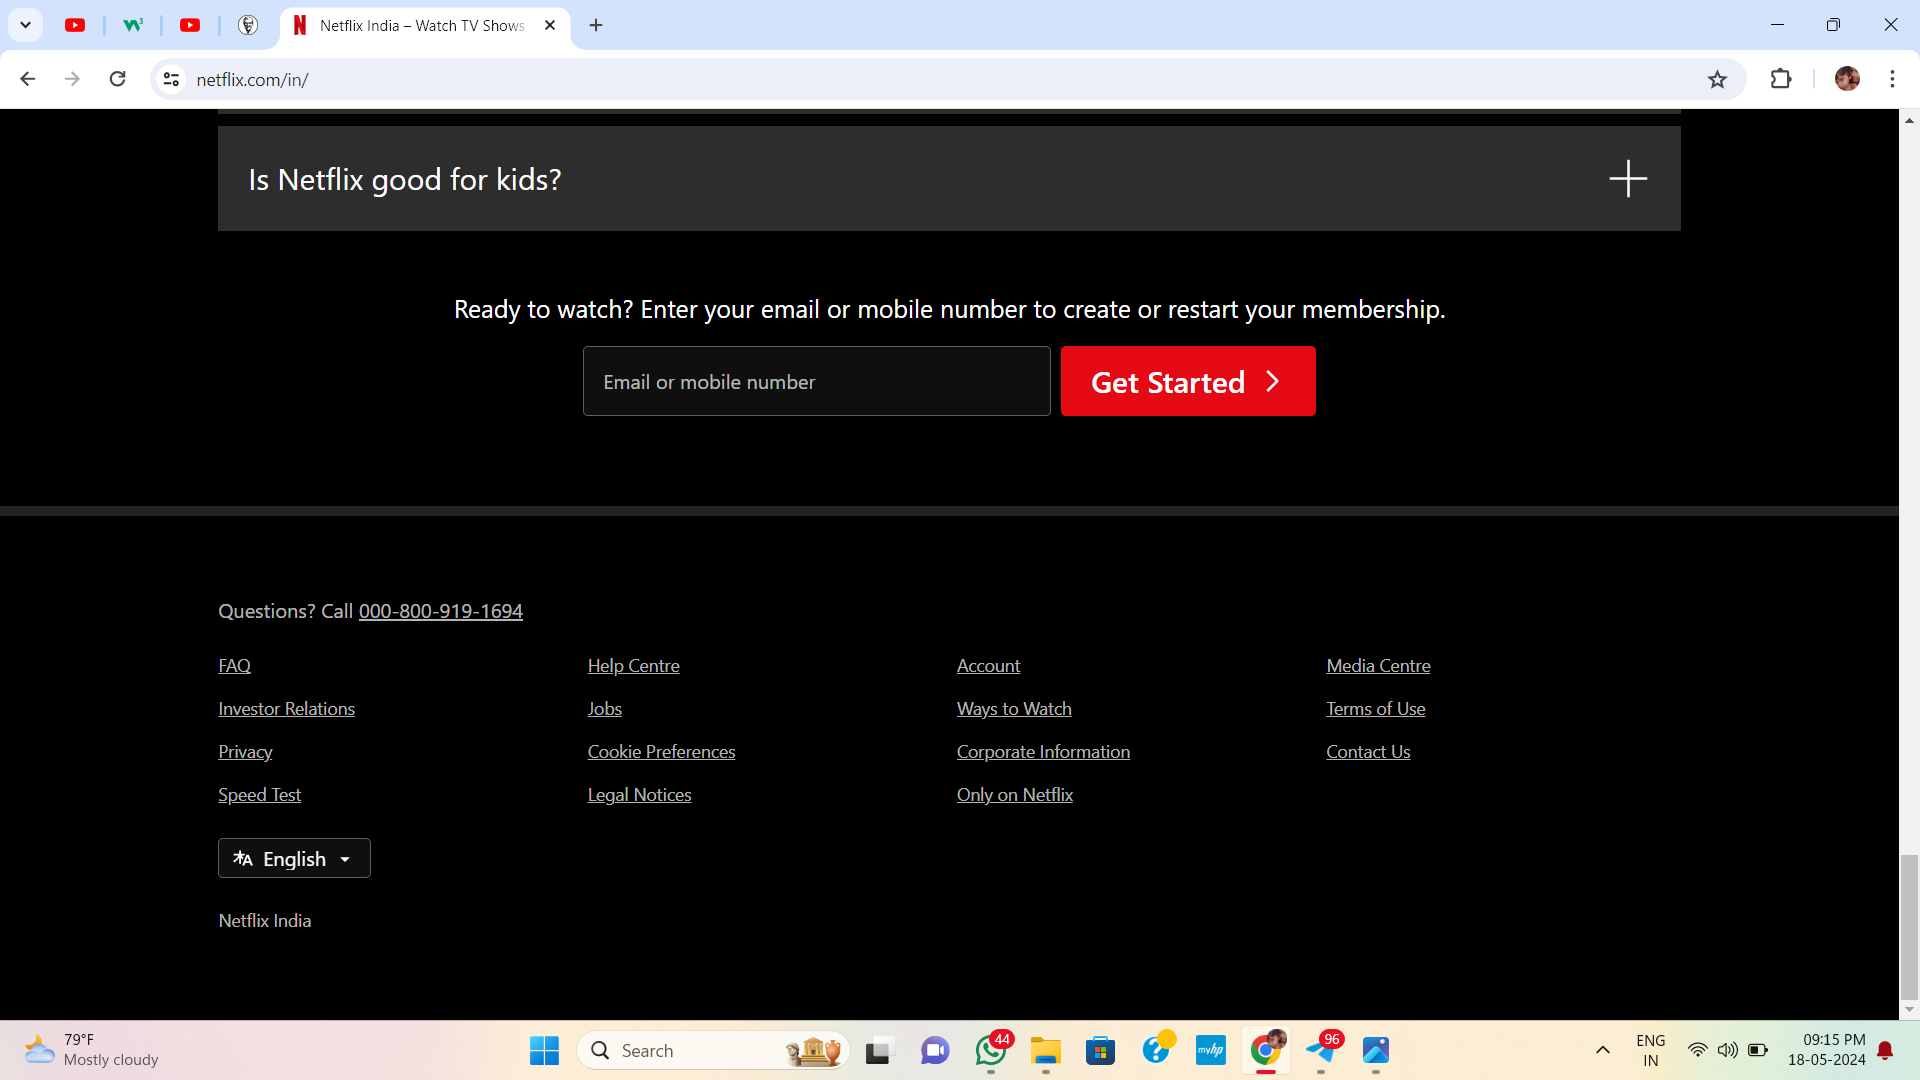 Netflix India – Watch TV Shows
netflix.com/in/
Is Netflix good for kids?
Ready to watch? Enter your email or mobile number to create or restart your membership.
Email or mobile number
Get Started
Questions? Call 000-800-919-1694
FAQ
Help Centre
Account
Media Centre
Investor Relations
Jobs
Ways to Watch
Terms of Use
Privacy
Cookie Preferences
Corporate Information
Contact Us
Speed Test
Legal Notices
Only on Netflix
English
Netflix India
79°F
Mostly cloudy
Search
44
myhp
96
ENG
IN
09:15 PM
18-05-2024